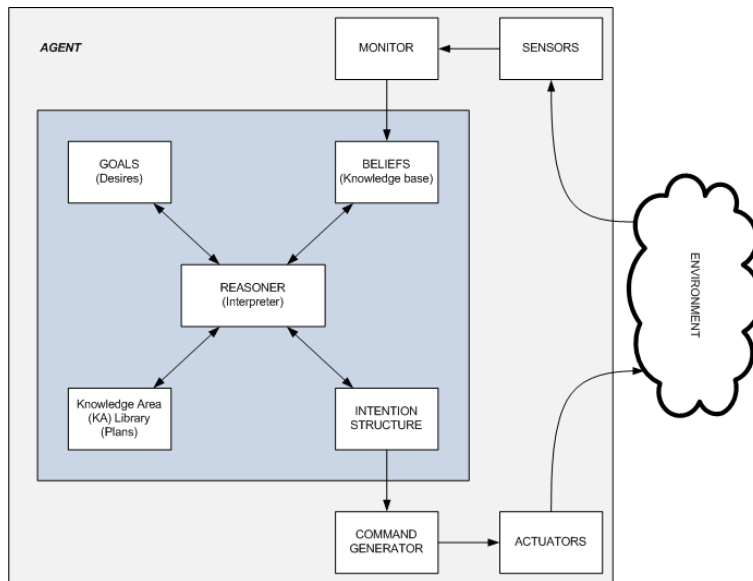 AGENT
MONITOR
SENSORS
GOALS
(Desires)
BELIEFS
(Knowledge base)
REASONER
(Interpreter)
ENVIRONMENT
Knowledge Area
(KA) Library
(Plans)
INTENTION
STRUCTURE
COMMAND
GENERATOR
ACTUATORS